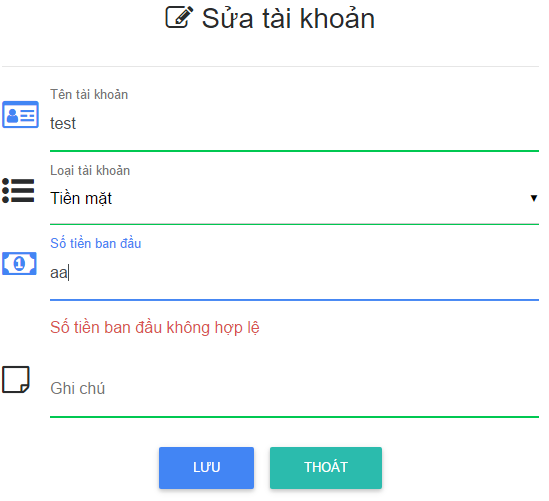 Sửa tài khoản
Tên tài khoản
test
Loại tài khoản
Tiền mặt
Số tiền ban đầu
aa
Số tiền ban đầu không hợp lệ
Ghi chú
LƯU THOÁT